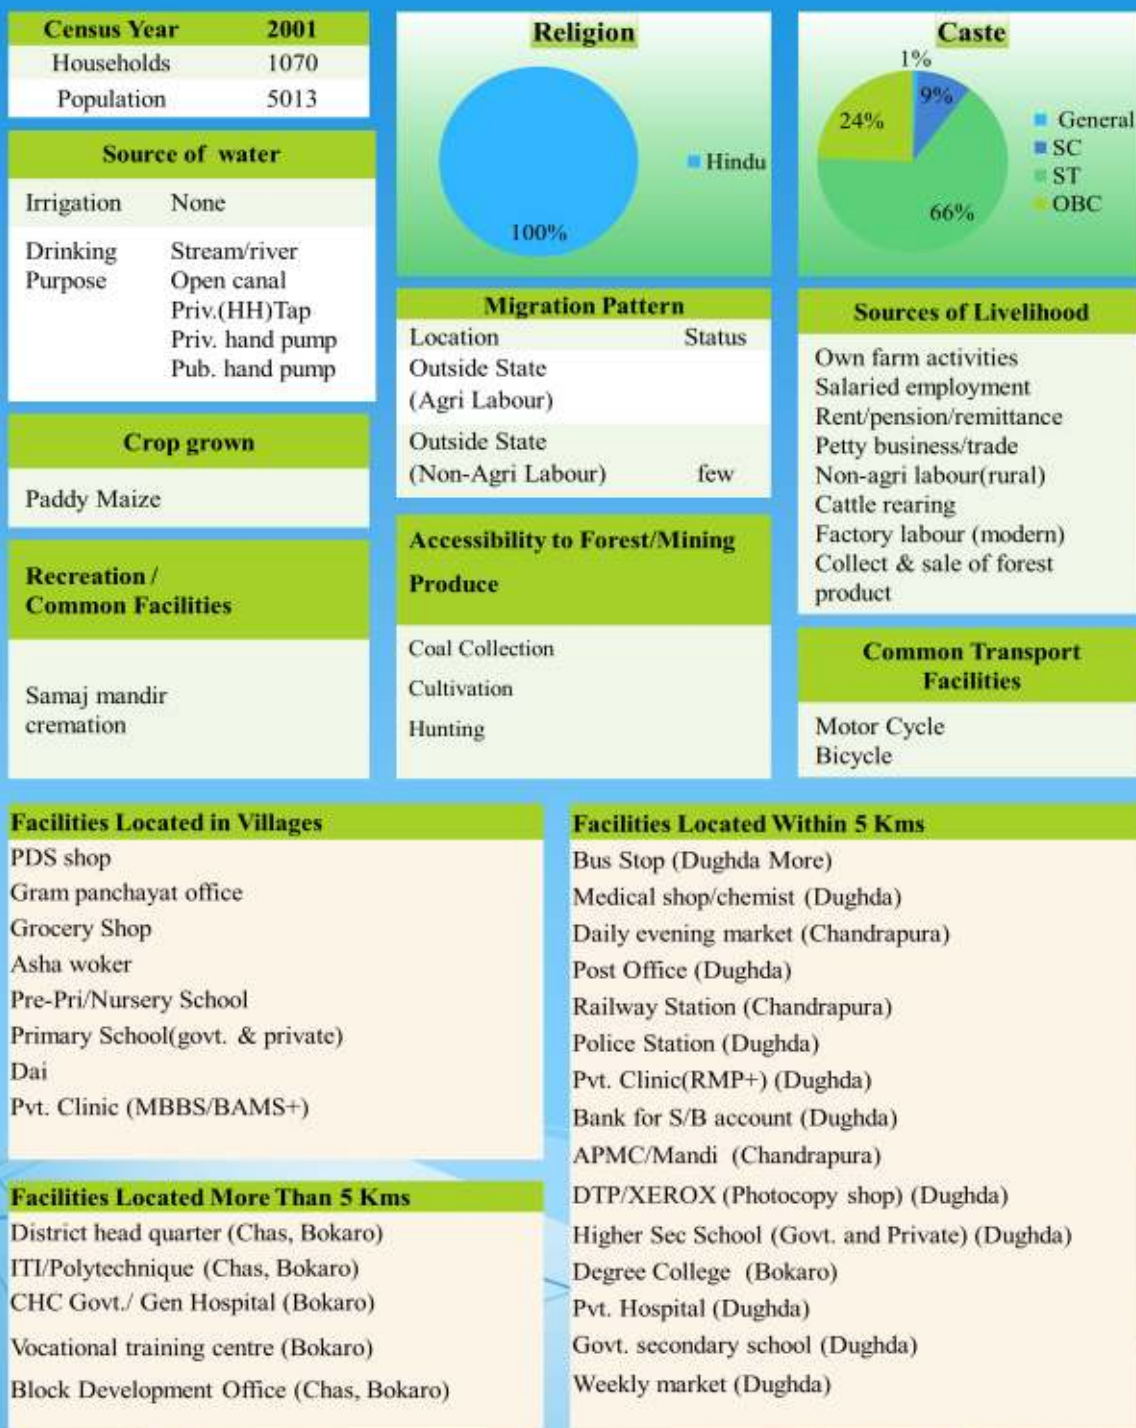 Census Year 2001
Households 1070
Population 5013
Source of water
Irrigation None
Drinking Stream/river
Purpose Open canal
Priv.(HH)Tap
Priv. hand pump
Pub. hand pump
Crop grown
Paddy Maize
Recreation /
Common Facilities
Samaj mandir
cremation
Religion
Hindu
100%
Migration Pattern
Location Status
Outside State
(Agri Labour)
Outside State
(Non-Agri Labour) few
Accessibility to Forest/Mining
Produce
Coal Collection
Cultivation
Hunting
Caste
1%
9%
24%
66%
General
SC
ST
OBC
Sources of Livelihood
Own farm activities
Salaried employment
Rent/pension/remittance
Petty business/trade
Non-agri labour(rural)
Cattle rearing
Factory labour (modern)
Collect & sale of forest
product
Common Transport
Facilities
Motor Cycle
Bicycle
Facilities Located in Villages
PDS shop
Gram panchayat office
Grocery Shop
Asha woker
Pre-Pri/Nursery School
Primary School(govt. & private)
Dai
Pvt. Clinic (MBBS/BAMS+)
Facilities Located More Than 5 Kms
District head quarter (Chas, Bokaro)
ITI/Polytechnique (Chas, Bokaro)
CHC Govt./ Gen Hospital (Bokaro)
Vocational training centre (Bokaro)
Block Development Office (Chas, Bokaro)
Facilities Located Within 5 Kms
Bus Stop (Dughda More)
Medical shop/chemist (Dughda)
Daily evening market (Chandrapura)
Post Office (Dughda)
Railway Station (Chandrapura)
Police Station (Dughda)
Pvt. Clinic(RMP+) (Dughda)
Bank for S/B account (Dughda)
APMC/Mandi (Chandrapura)
DTP/XEROX (Photocopy shop) (Dughda)
Higher Sec School (Govt. and Private) (Dughda)
Degree College (Bokaro)
Pvt. Hospital (Dughda)
Govt. secondary school (Dughda)
Weekly market (Dughda)